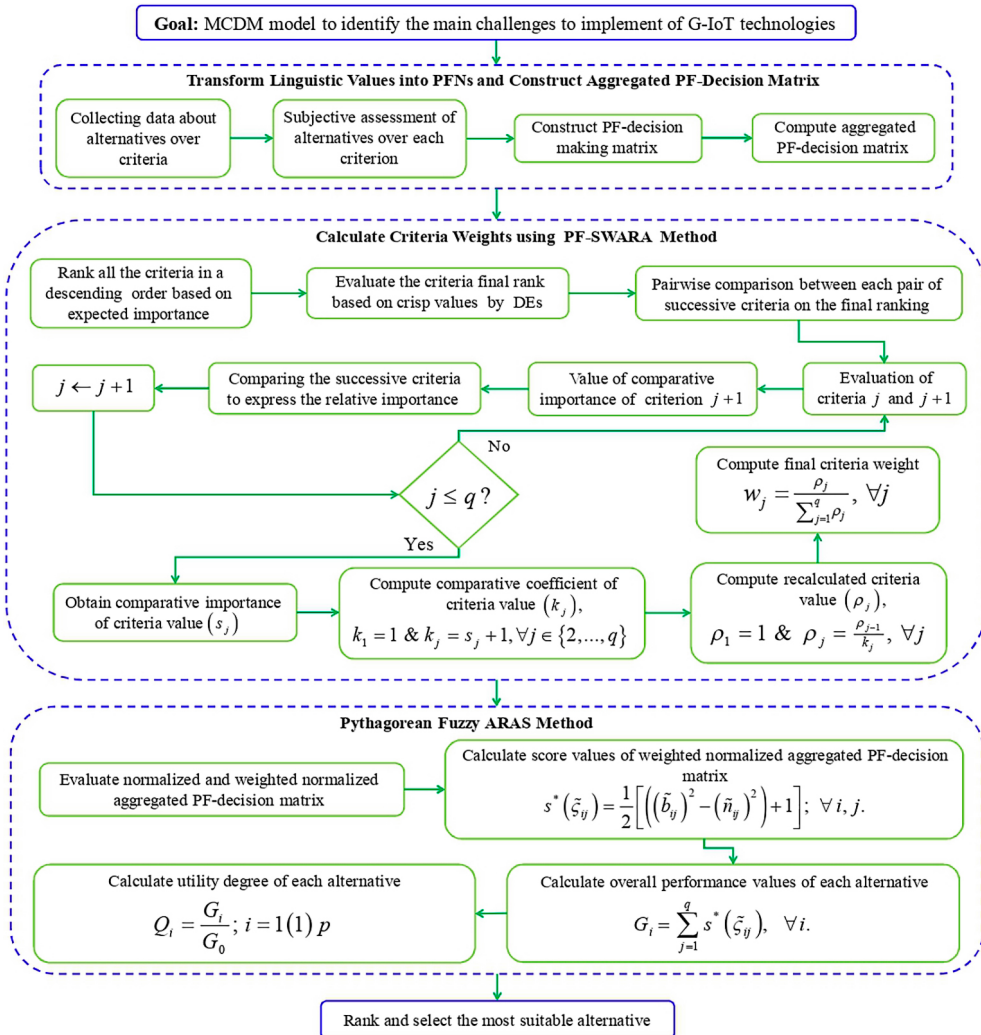 Goal: MCDM model to identify the main challenges to implement of G-IoT technologies
Transform Linguistic Values into PFNs and Construct Aggregated PF-Decision Matrix
Collecting data about
alternatives over
criteria
Subjective assessment of
alternatives over each
criterion
Construct PF-decision
making matrix
Compute aggregated
PF-decision matrix
Calculate Criteria Weights using PF-SWARA Method
Rank all the criteria in a
descending order based on
expected importance
Evaluate the criteria final rank
based on crisp values by DEs
Pairwise comparison between each pair of
successive criteria on the final ranking
j ← j+1
Comparing the successive criteria
to express the relative importance
Value of comparative
importance of criterion j+1
Evaluation of
criteria j and j+1
No
j ≤ q ?
Yes
Compute final criteria weight
w_j = ρ_j / ∑_{j=1}^{q} ρ_j, ∀j
Obtain comparative importance
of criteria value (s_j)
Compute comparative coefficient of
criteria value (k_j),
k_1 = 1 & k_j = s_j + 1, ∀j ∈ {2,...,q}
Compute recalculated criteria
value (ρ_j),
ρ_1 = 1 & ρ_j = ρ_{j-1} / k_j, ∀j
Pythagorean Fuzzy ARAS Method
Evaluate normalized and weighted normalized
aggregated PF-decision matrix
Calculate score values of weighted normalized aggregated PF-decision
matrix
s*(ξ̃_ij) = 1/2 [((b̃_ij)^2 − (ñ_ij)^2) + 1]; ∀ i, j.
Calculate utility degree of each alternative
Q_i = G_i / G_0; i = 1(1) p
Calculate overall performance values of each alternative
G_i = ∑_{j=1}^{q} s*(ξ̃_ij), ∀i.
Rank and select the most suitable alternative